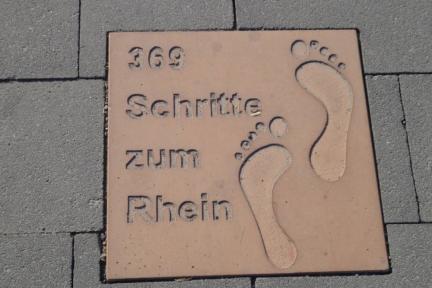 369
Schritte
zum
Rhein